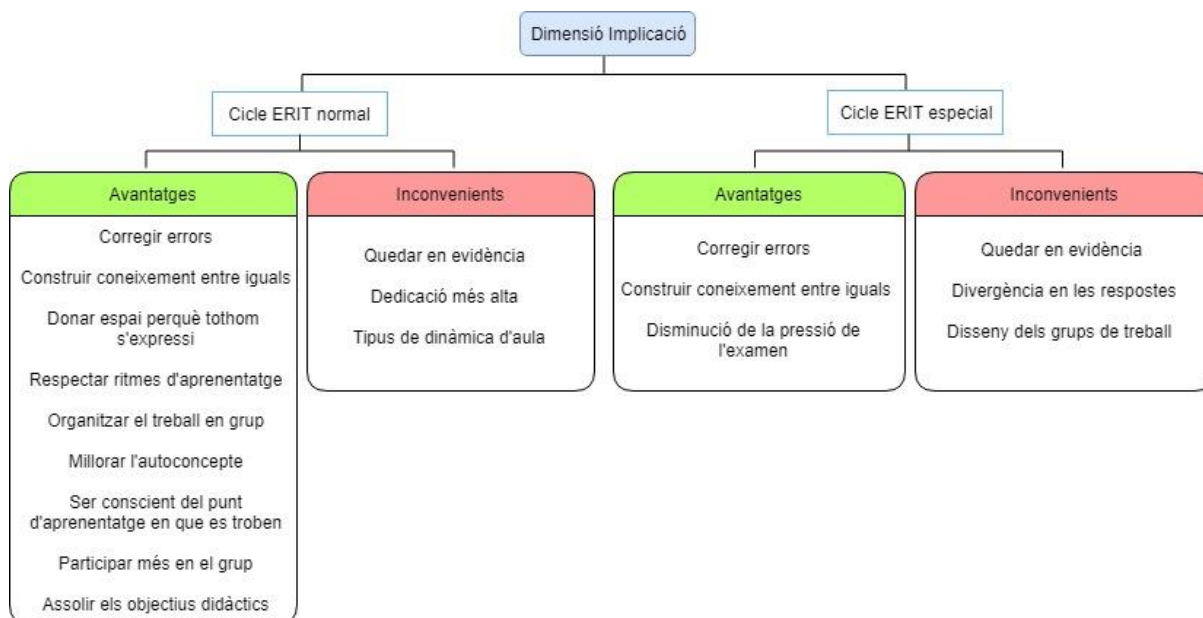 Dimensió Implicació
Cicle ERIT normal
Cicle ERIT especial
Avantatges
Corregir errors
Construir coneixement entre iguals
Donar espai perquè tothom
s'expressi
Respectar ritmes d'aprenentatge
Organitzar el treball en grup
Millorar l'autoconcepte
Ser conscient del punt
d'aprenentatge en que es troben
Participar més en el grup
Assolir els objectius didàctics
Inconvenients
Quedar en evidència
Dedicació més alta
Tipus de dinàmica d'aula
Avantatges
Corregir errors
Construir coneixement entre iguals
Disminució de la pressió de
l'examen
Inconvenients
Quedar en evidència
Divergència en les respostes
Disseny dels grups de treball